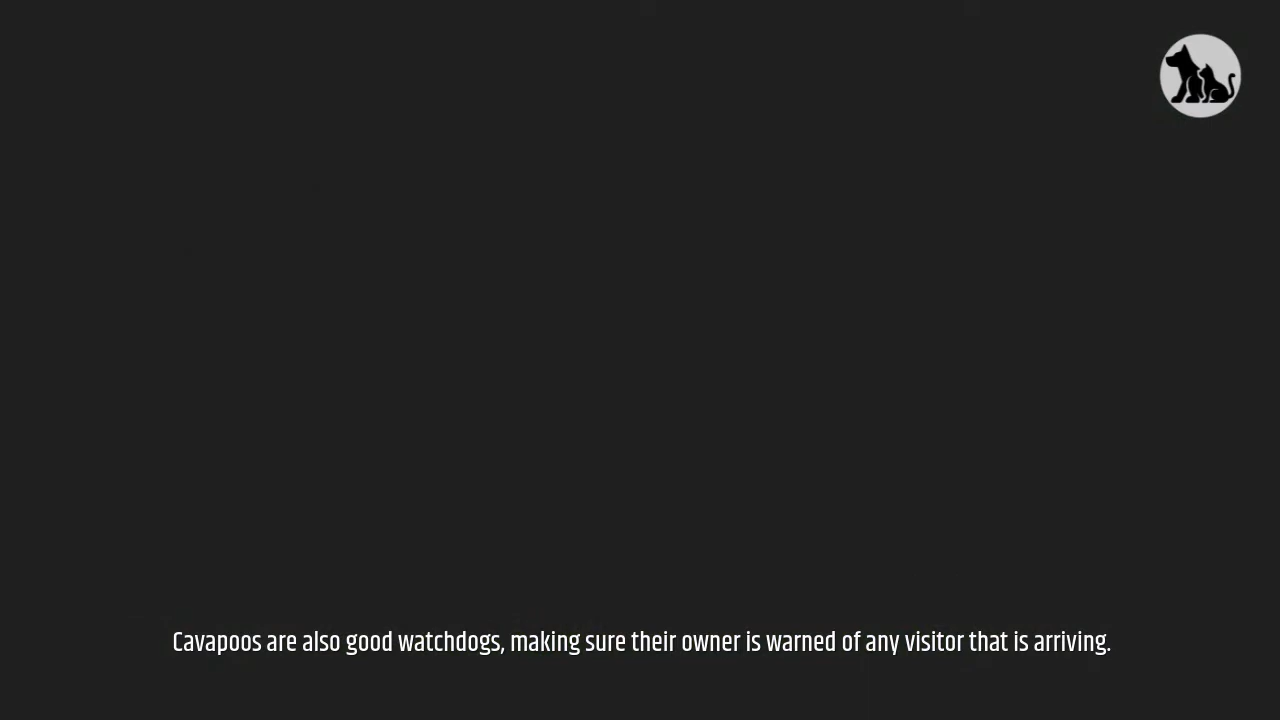 Cavapoos are also good watchdogs, making sure their owner is warned of any visitor that is arriving.